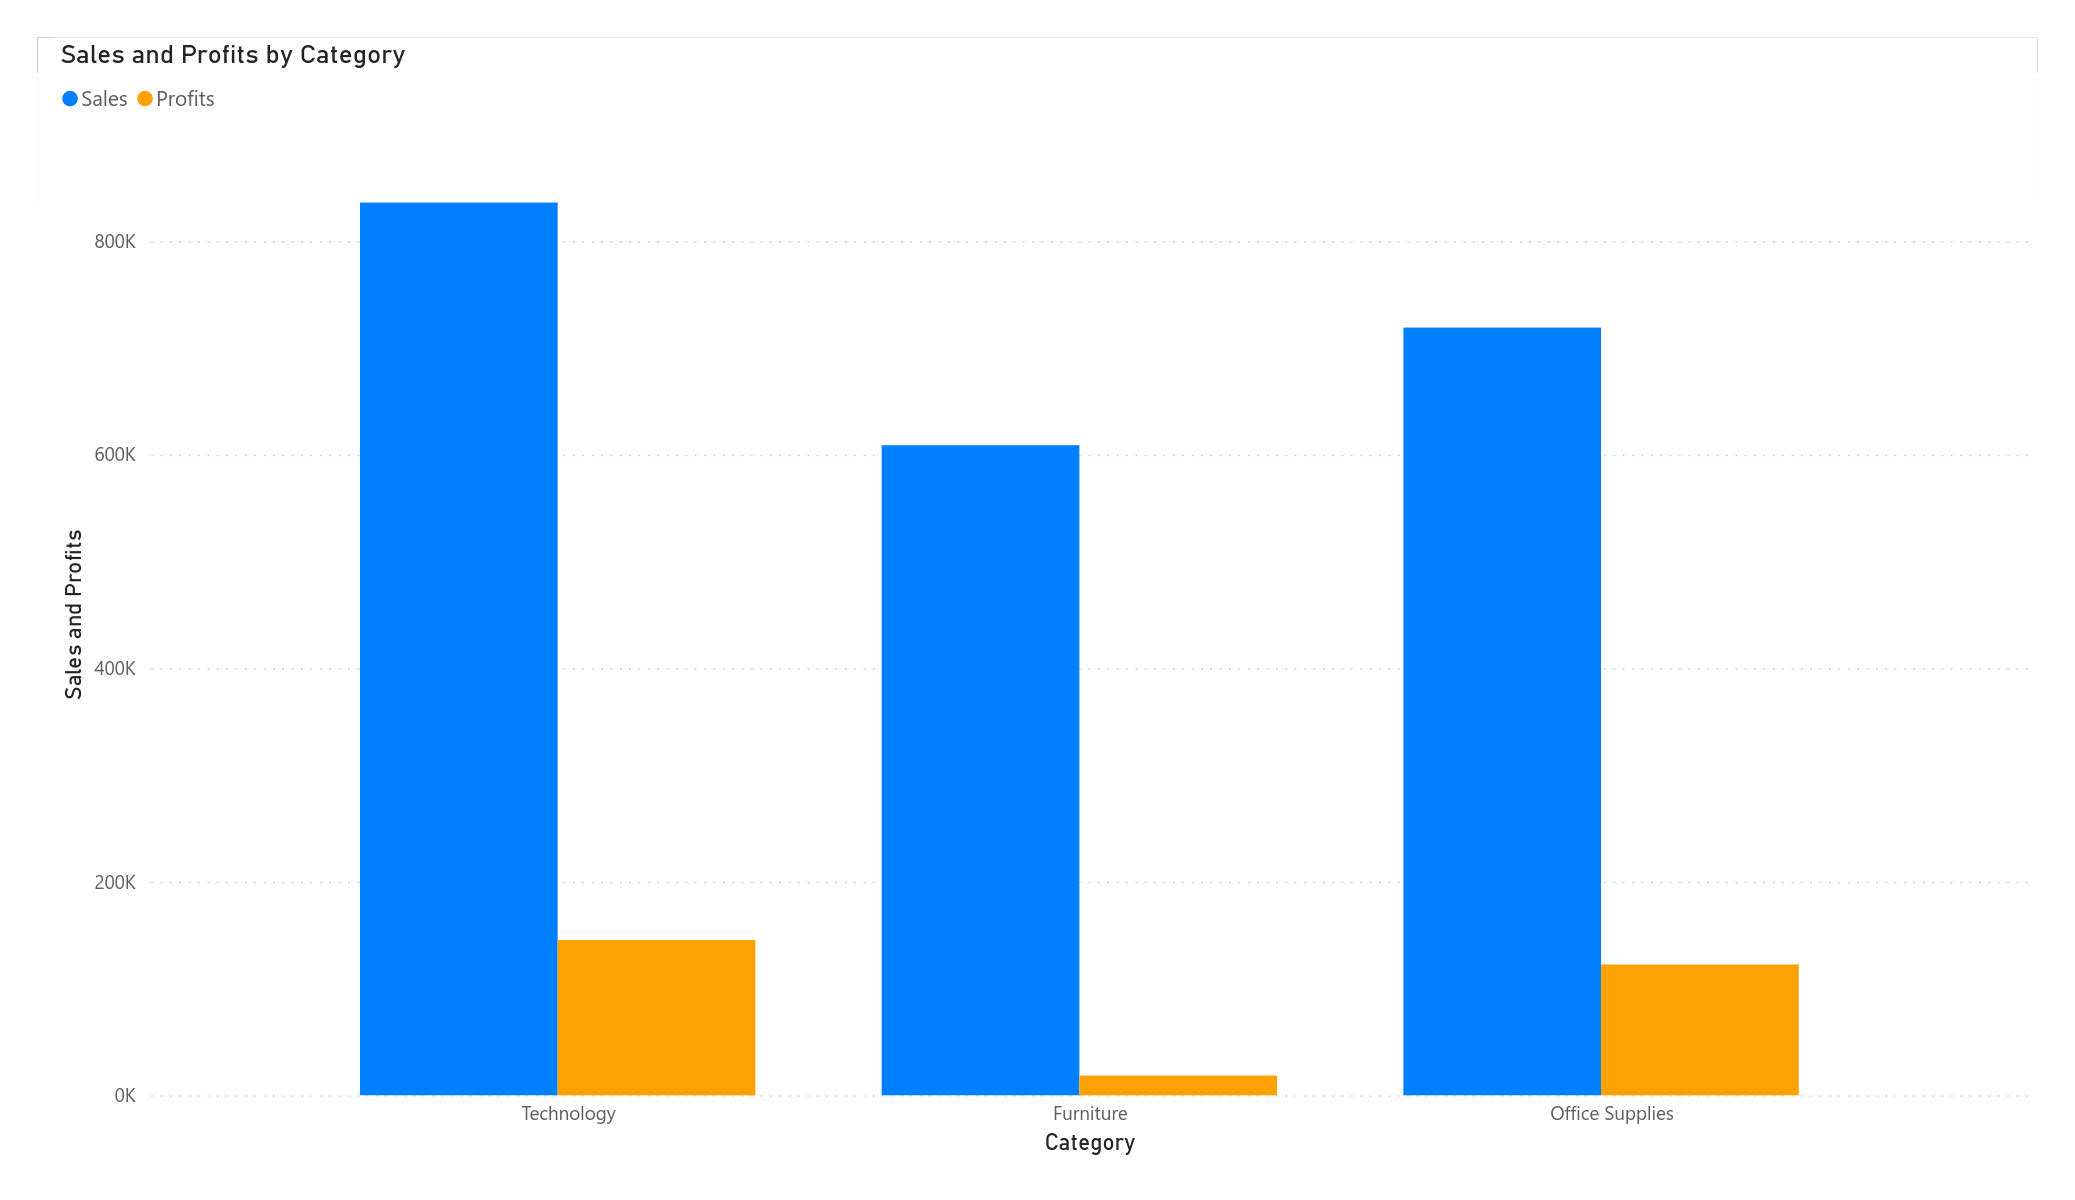 Sales and Profits by Category
Sales Profits
800K
600K
400K
200K
0K
Sales and Profits
Technology Furniture Office Supplies
Category